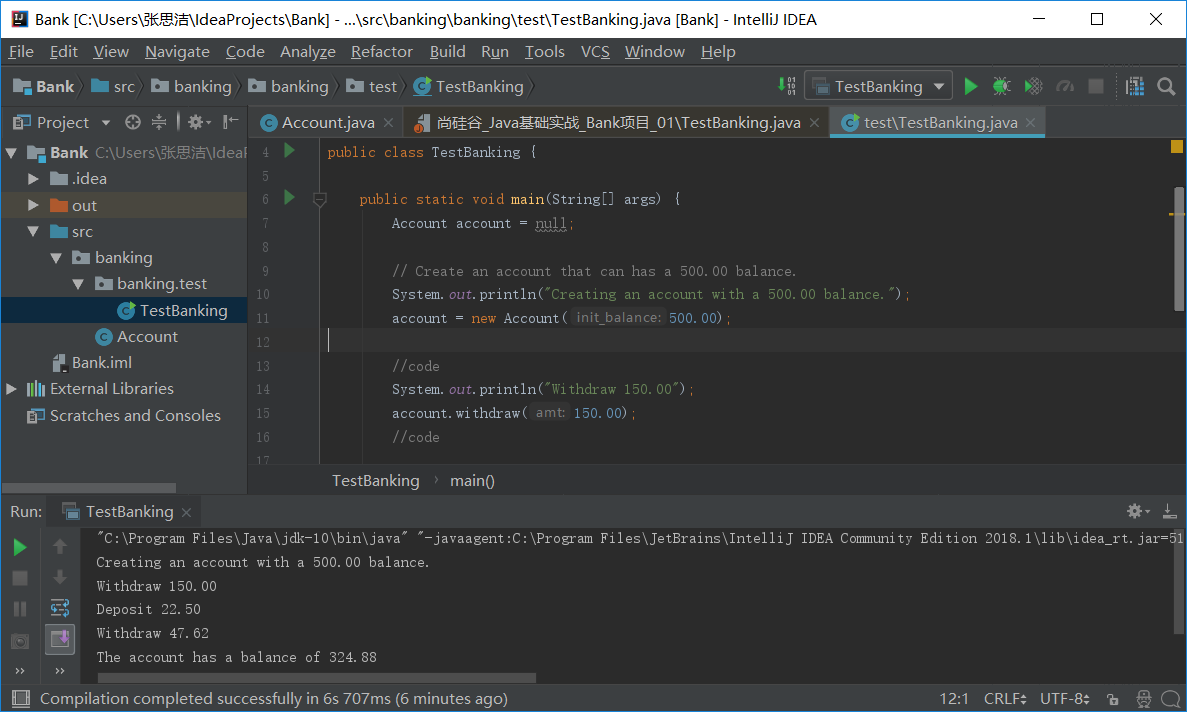 Bank [C:\Users\张思洁\IdeaProjects\Bank] - ...\src\banking\banking\test\TestBanking.java [Bank] - IntelliJ IDEA
File Edit View Navigate Code Analyze Refactor Build Run Tools VCS Window Help
Bank src banking banking test TestBanking TestBanking
Project
Account.java 尚硅谷_Java基础实战_Bank项目_01\TestBanking.java test\TestBanking.java
Bank C:\Users\张思洁\IdeaP
.idea
out
src
banking
banking.test
TestBanking
Account
Bank.iml
External Libraries
Scratches and Consoles
4 public class TestBanking {
5
6 public static void main(String[] args) {
7 Account account = null;
8
9 // Create an account that can has a 500.00 balance.
10 System.out.println("Creating an account with a 500.00 balance.");
11 account = new Account( init_balance: 500.00);
12
13 //code
14 System.out.println("Withdraw 150.00");
15 account.withdraw( amt: 150.00);
16 //code
17
TestBanking › main()
Run: TestBanking
"C:\Program Files\Java\jdk-10\bin\java" "-javaagent:C:\Program Files\JetBrains\IntelliJ IDEA Community Edition 2018.1\lib\idea_rt.jar=51
Creating an account with a 500.00 balance.
Withdraw 150.00
Deposit 22.50
Withdraw 47.62
The account has a balance of 324.88
Compilation completed successfully in 6s 707ms (6 minutes ago) 12:1 CRLF UTF-8